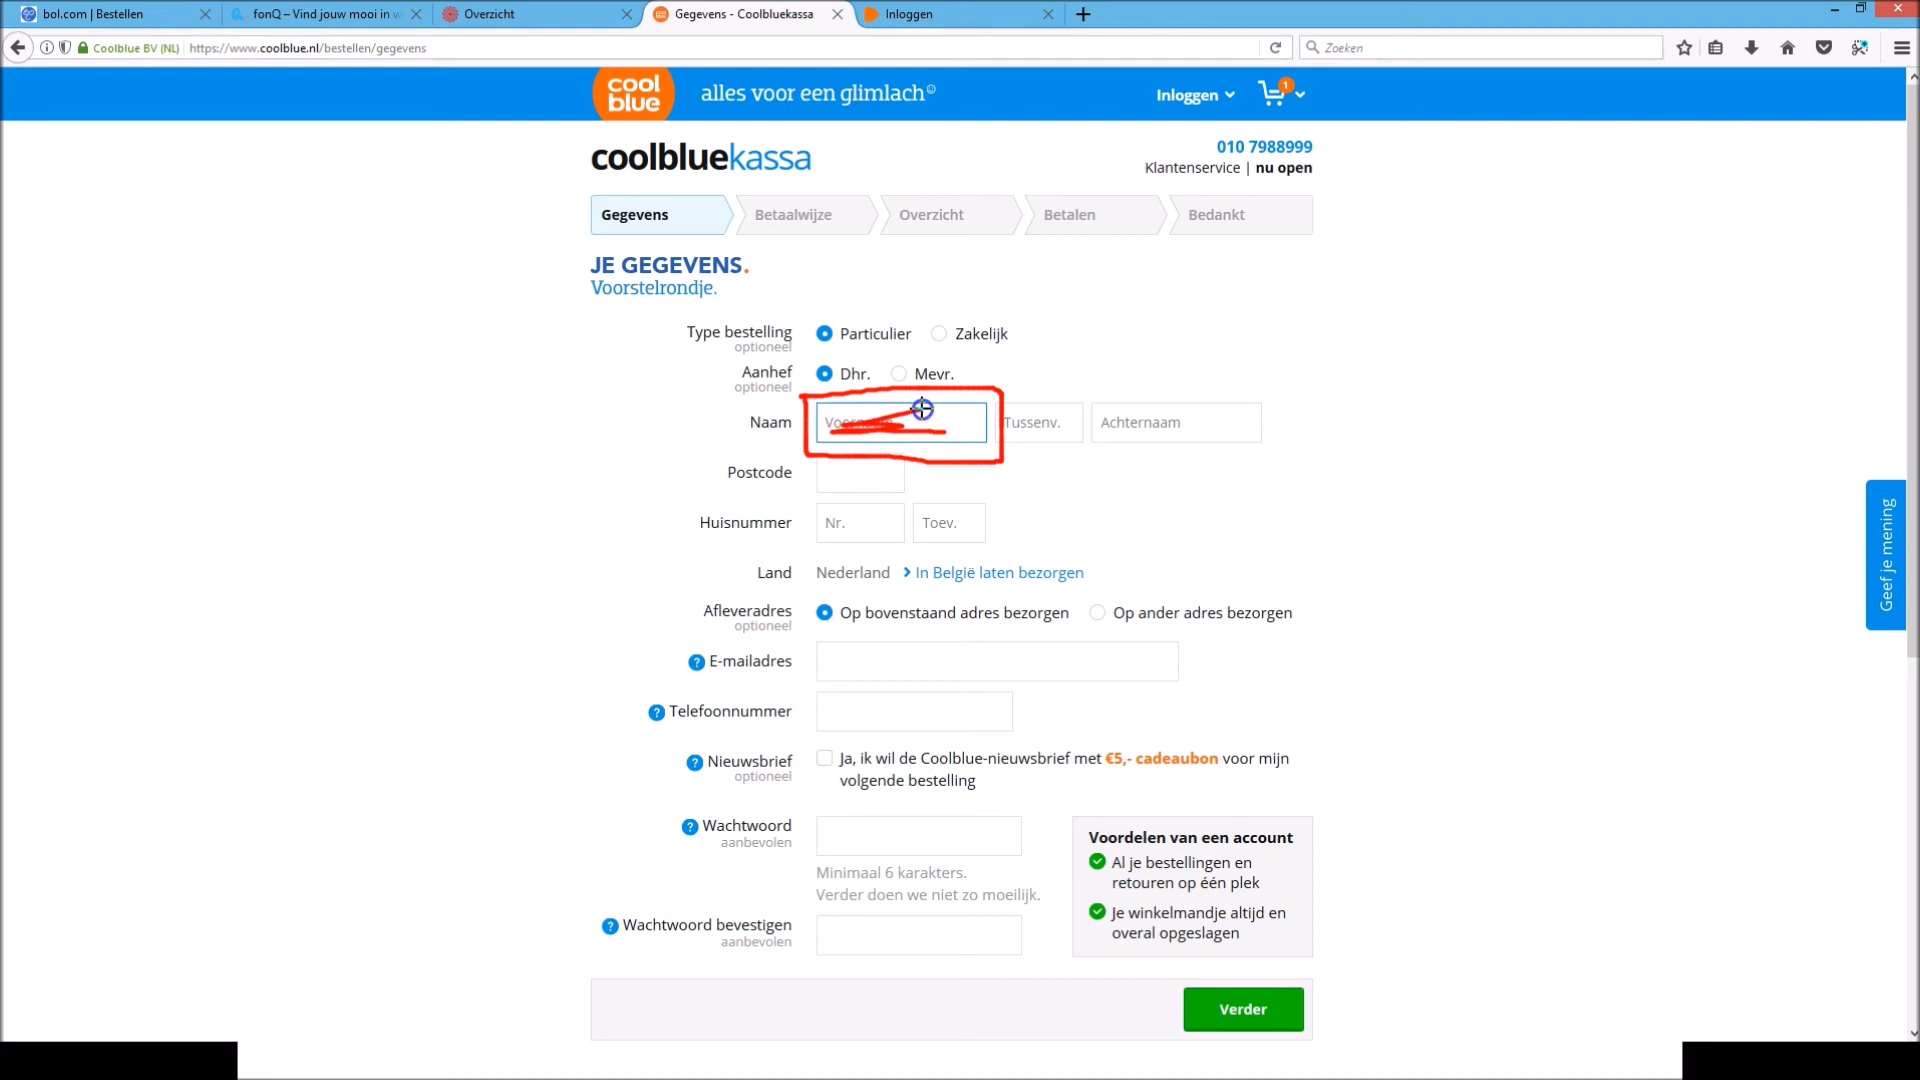 bol.com | Bestellen
fonQ – Vind jouw mooi in w
Overzicht
Gegevens - Coolbluekassa
Inloggen
Coolblue BV (NL)
https://www.coolblue.nl/bestellen/gegevens
Zoeken
cool
blue
alles voor een glimlach
Inloggen
1
coolbluekassa
010 7988999
Klantenservice | nu open
Gegevens
Betaalwijze
Overzicht
Betalen
Bedankt
JE GEGEVENS.
Voorstelrondje.
Type bestelling
optioneel
Particulier
Zakelijk
Aanhef
optioneel
Dhr.
Mevr.
Naam
Tussenv.
Achternaam
Postcode
Huisnummer
Nr.
Toev.
Land
Nederland
In België laten bezorgen
Afleveradres
optioneel
Op bovenstaand adres bezorgen
Op ander adres bezorgen
? E-mailadres
? Telefoonnummer
? Nieuwsbrief
optioneel
Ja, ik wil de Coolblue-nieuwsbrief met €5,- cadeaubon voor mijn
volgende bestelling
? Wachtwoord
aanbevolen
Minimaal 6 karakters.
Verder doen we niet zo moeilijk.
? Wachtwoord bevestigen
aanbevolen
Voordelen van een account
Al je bestellingen en
retouren op één plek
Je winkelmandje altijd en
overal opgeslagen
Verder
Geef je mening